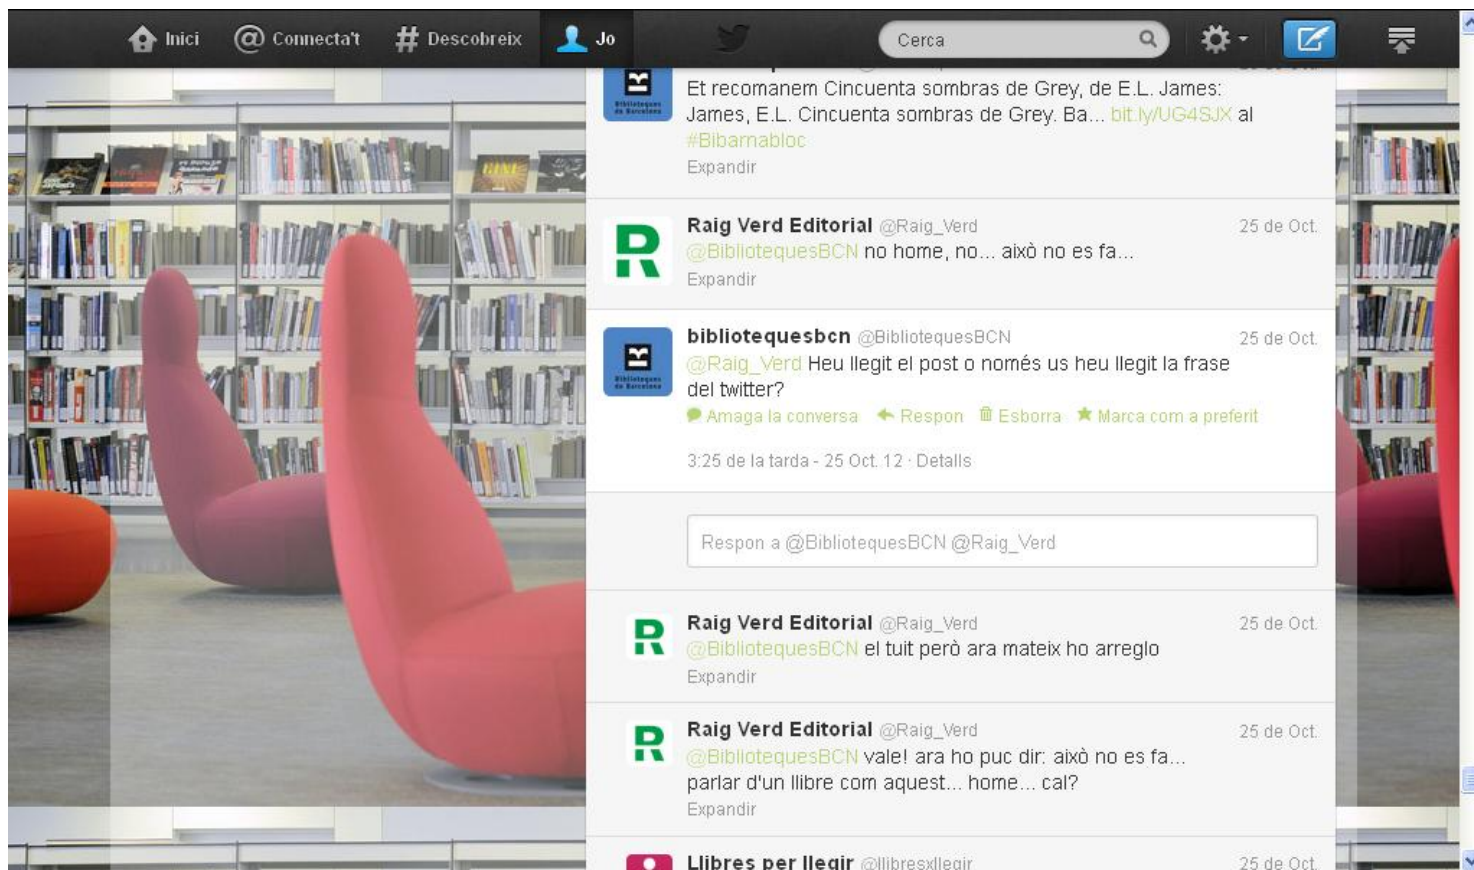 Inici
Connecta't
Descobreix
Jo
Cerca
Et recomanem Cincuenta sombras de Grey, de E.L. James:
James, E.L. Cincuenta sombras de Grey. Ba... bit.ly/UG4SJX al
#Bibarnabloc
Expandir
Raig Verd Editorial @Raig_Verd 25 de Oct.
@BibliotequesBCN no home, no... això no es fa...
Expandir
bibliotequesbcn @BibliotequesBCN 25 de Oct.
@Raig_Verd Heu llegit el post o només us heu llegit la frase
del twitter?
Amaga la conversa Respon Esborra Marca com a preferit
3:25 de la tarda - 25 Oct. 12 · Detalls
Respon a @BibliotequesBCN @Raig_Verd
Raig Verd Editorial @Raig_Verd 25 de Oct.
@BibliotequesBCN el tuit però ara mateix ho arreglo
Expandir
Raig Verd Editorial @Raig_Verd 25 de Oct.
@BibliotequesBCN vale! ara ho puc dir: això no es fa...
parlar d'un llibre com aquest... home... cal?
Expandir
Llibres per llegir @llibresxllegir 25 de Oct.